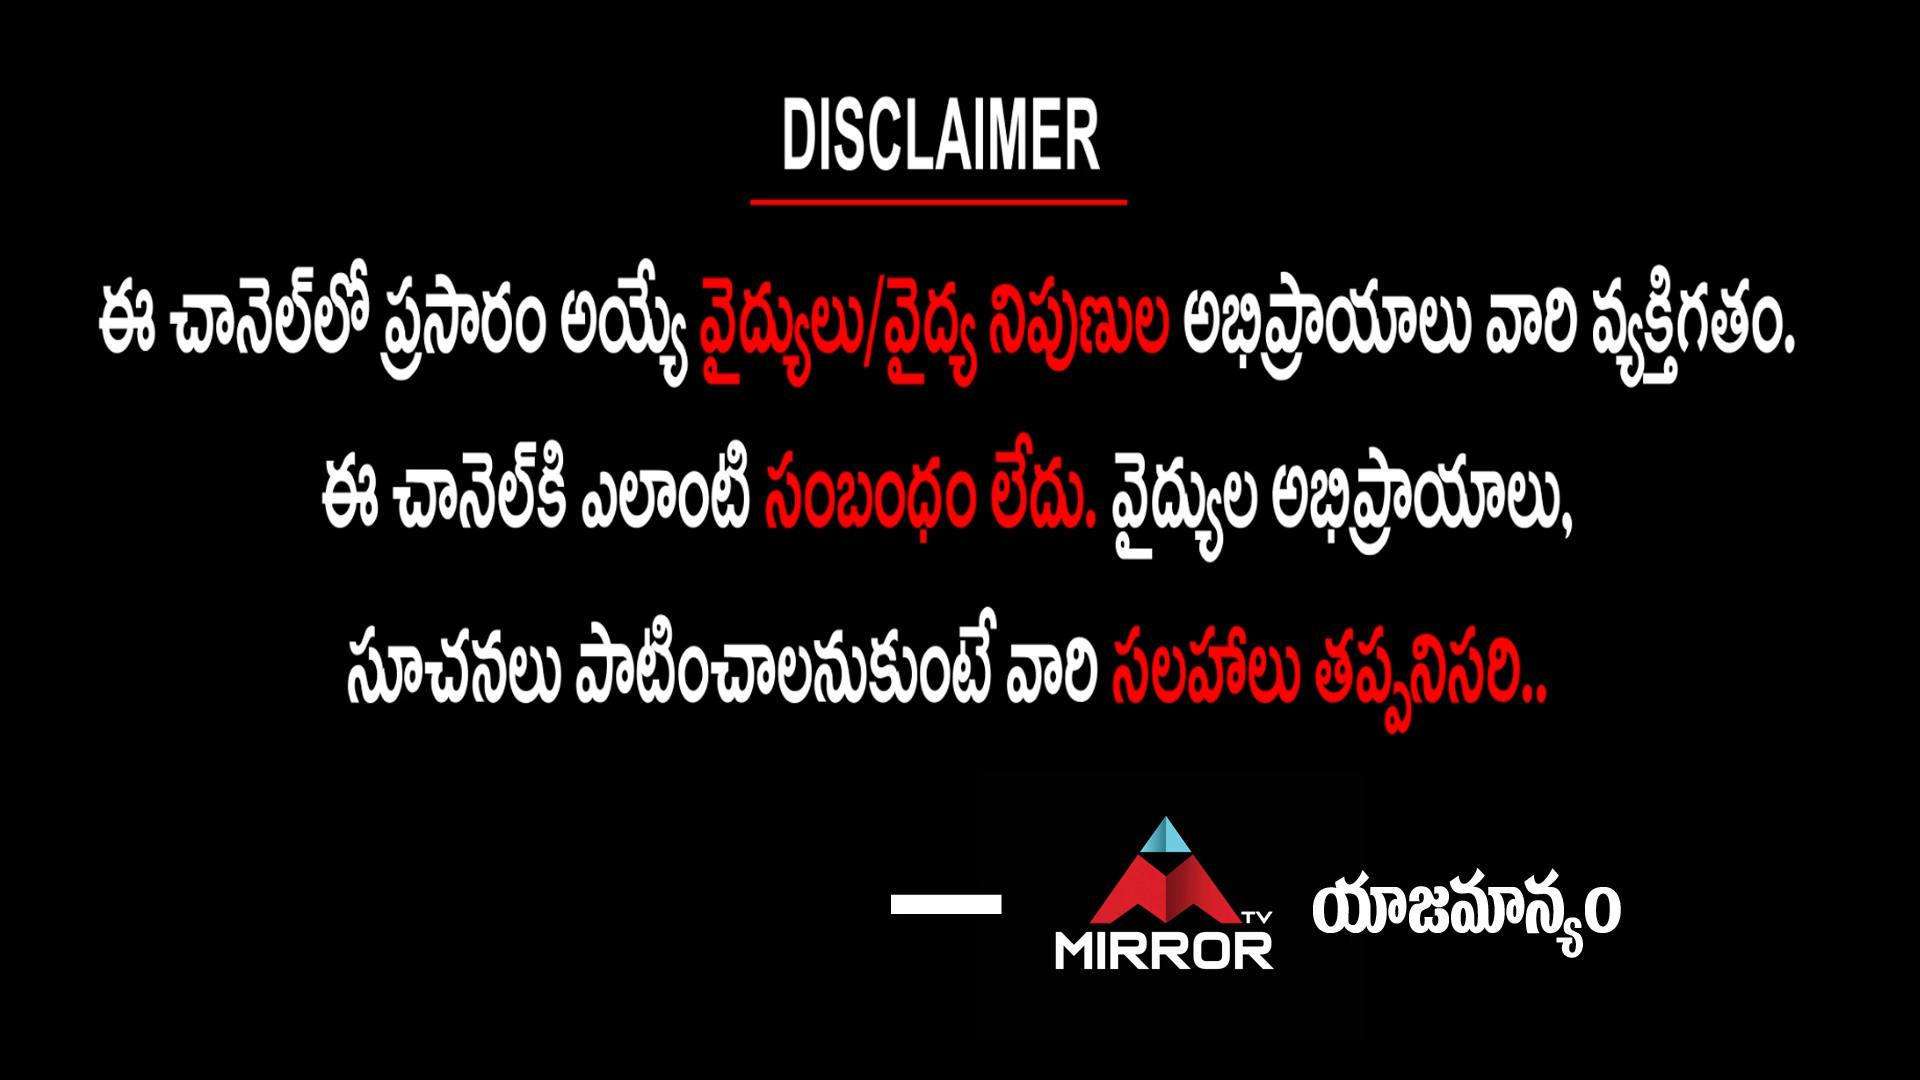 DISCLAIMER
ఈ చానెల్‌లో ప్రసారం అయ్యే వైద్యులు/వైద్య నిపుణుల అభిప్రాయాలు వారి వ్యక్తిగతం.
ఈ చానెల్‌కి ఎలాంటి సంబంధం లేదు. వైద్యుల అభిప్రాయాలు,
సూచనలు పాటించాలనుకుంటే వారి సలహాలు తప్పనిసరి..
— MIRROR TV యాజమాన్యం